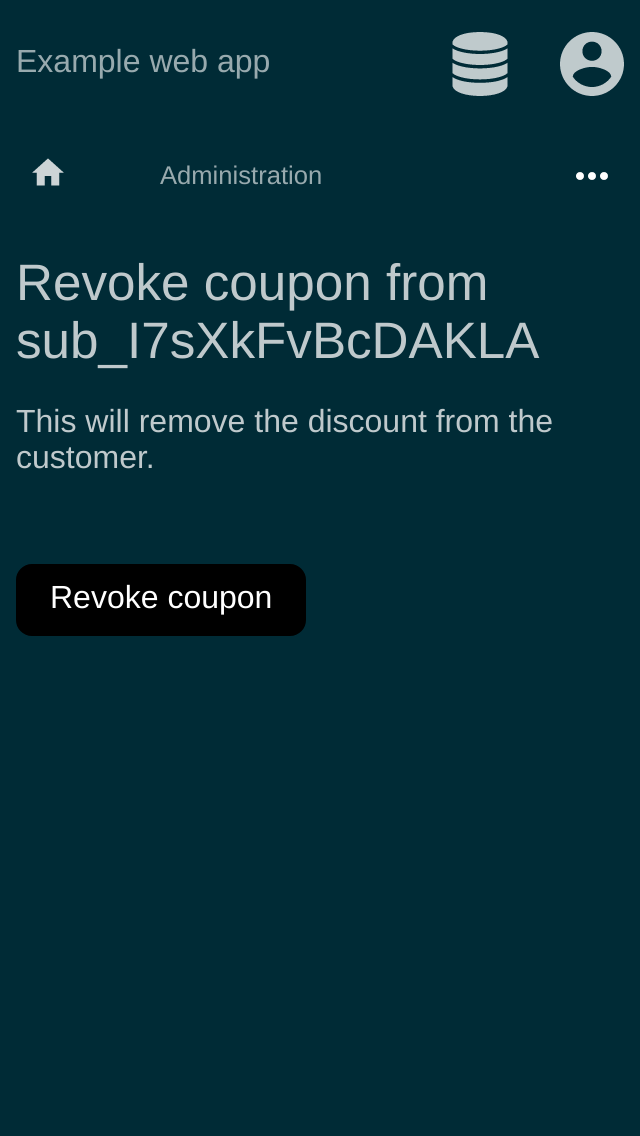 Example web app
Administration
Revoke coupon from
sub_I7sXkFvBcDAKLA
This will remove the discount from the
customer.
Revoke coupon